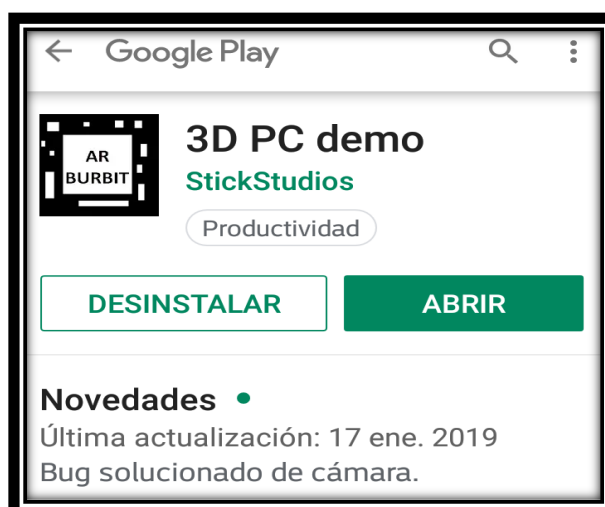 Google Play
AR
BURBIT
3D PC demo
StickStudios
Productividad
DESINSTALAR
ABRIR
Novedades
Última actualización: 17 ene. 2019
Bug solucionado de cámara.